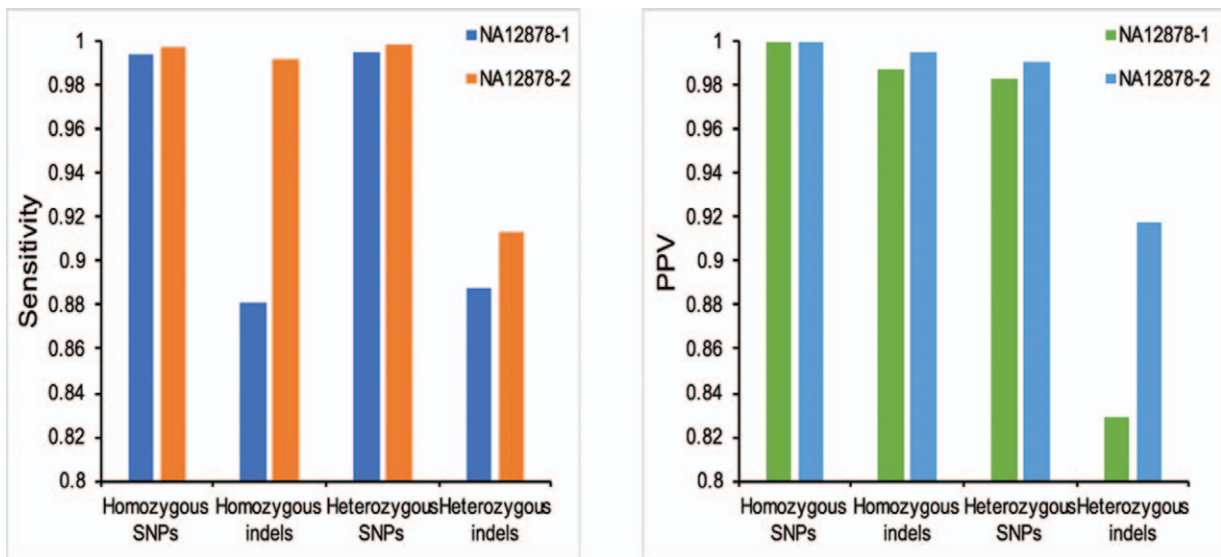 Sensitivity
1
0.98
0.96
0.94
0.92
0.9
0.88
0.86
0.84
0.82
0.8
NA12878-1
NA12878-2
Homozygous Homozygous Heterozygous Heterozygous
SNPs indels SNPs indels
PPV
1
0.98
0.96
0.94
0.92
0.9
0.88
0.86
0.84
0.82
0.8
NA12878-1
NA12878-2
Homozygous Homozygous Heterozygous Heterozygous
SNPs indels SNPs indels